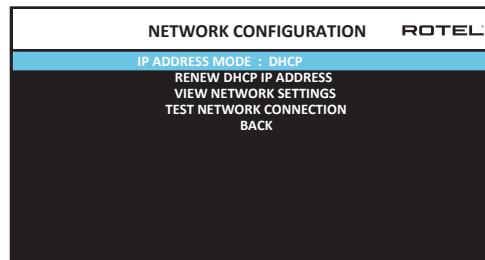 NETWORK CONFIGURATION ROTEL
IP ADDRESS MODE : DHCP
RENEW DHCP IP ADDRESS
VIEW NETWORK SETTINGS
TEST NETWORK CONNECTION
BACK